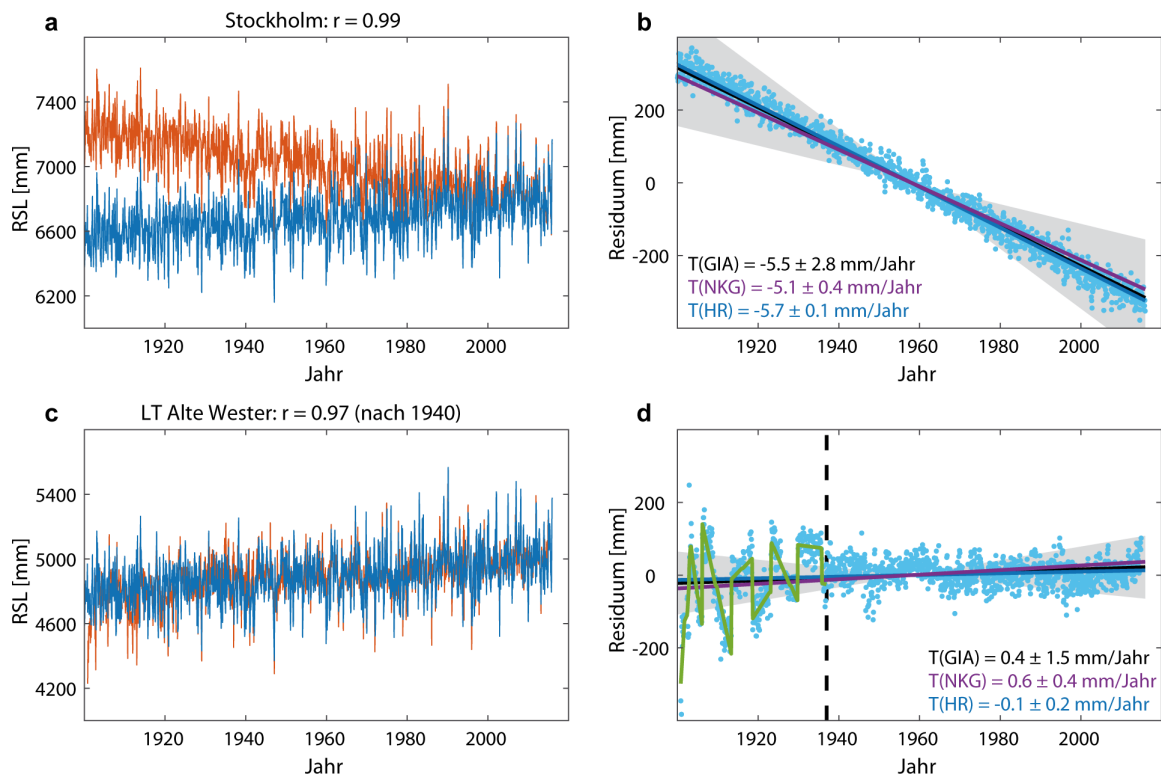 a
Stockholm: r = 0.99
RSL [mm]
7400
7000
6600
6200
1920
1940
1960
1980
2000
Jahr
b
Residuum [mm]
200
0
-200
T(GIA) = -5.5 ± 2.8 mm/Jahr
T(NKG) = -5.1 ± 0.4 mm/Jahr
T(HR) = -5.7 ± 0.1 mm/Jahr
1920
1940
1960
1980
2000
Jahr
c
LT Alte Wester: r = 0.97 (nach 1940)
RSL [mm]
5400
5000
4600
4200
1920
1940
1960
1980
2000
Jahr
d
Residuum [mm]
200
0
-200
T(GIA) = 0.4 ± 1.5 mm/Jahr
T(NKG) = 0.6 ± 0.4 mm/Jahr
T(HR) = -0.1 ± 0.2 mm/Jahr
1920
1940
1960
1980
2000
Jahr